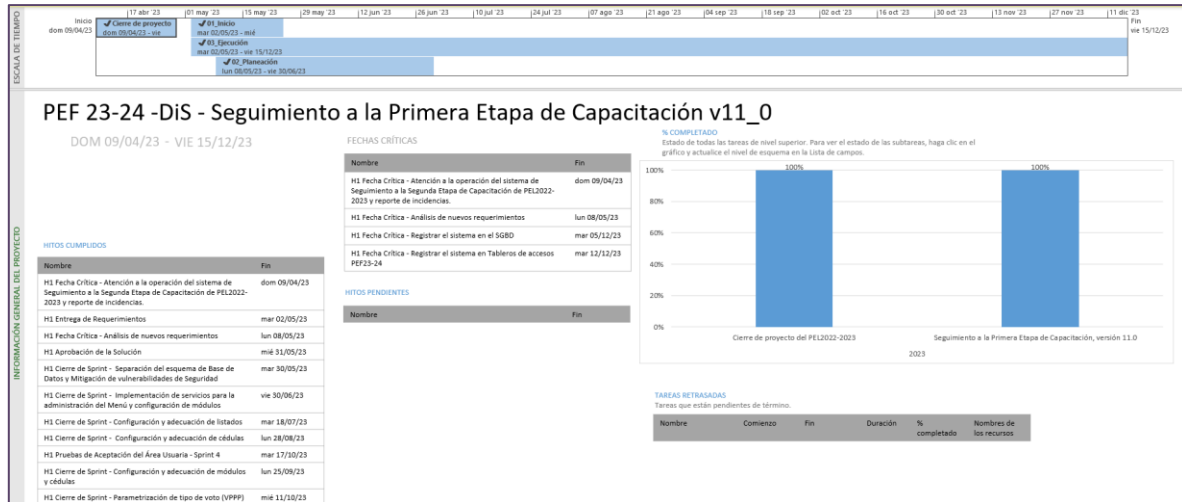 17 abr '23 01 may '23 15 may '23 29 may '23 12 jun '23 26 jun '23 10 jul '23 24 jul '23 07 ago '23 21 ago '23 04 sep '23 18 sep '23 02 oct '23 16 oct '23 30 oct '23 13 nov '23 27 nov '23 11 dic '23
Inicio
dom 09/04/23
Cierre de proyecto
dom 09/04/23 - vie
01_Inicio
mar 02/05/23 - mié
03_Ejecución
mar 02/05/23 - vie 15/12/23
02_Planeación
lun 08/05/23 - vie 30/06/23
Fin
vie 15/12/23
ESCALA DE TIEMPO
PEF 23-24 -DiS - Seguimiento a la Primera Etapa de Capacitación v11_0
DOM 09/04/23 - VIE 15/12/23
INFORMACIÓN GENERAL DEL PROYECTO
HITOS CUMPLIDOS
Nombre Fin
H1 Fecha Crítica - Atención a la operación del sistema de dom 09/04/23
Seguimiento a la Segunda Etapa de Capacitación de PEL2022-
2023 y reporte de incidencias.
H1 Entrega de Requerimientos mar 02/05/23
H1 Fecha Crítica - Análisis de nuevos requerimientos lun 08/05/23
H1 Aprobación de la Solución mié 31/05/23
H1 Cierre de Sprint - Separación del esquema de Base de mar 30/05/23
Datos y Mitigación de vulnerabilidades de Seguridad
H1 Cierre de Sprint - Implementación de servicios para la vie 30/06/23
administración del Menú y configuración de módulos
H1 Cierre de Sprint - Configuración y adecuación de listados mar 18/07/23
H1 Cierre de Sprint - Configuración y adecuación de cédulas lun 28/08/23
H1 Pruebas de Aceptación del Área Usuaria - Sprint 4 mar 17/10/23
H1 Cierre de Sprint - Configuración y adecuación de módulos lun 25/09/23
y cédulas
H1 Cierre de Sprint - Parametrización de tipo de voto (VPPP) mié 11/10/23
FECHAS CRÍTICAS
Nombre Fin
H1 Fecha Crítica - Atención a la operación del sistema de dom 09/04/23
Seguimiento a la Segunda Etapa de Capacitación de PEL2022-
2023 y reporte de incidencias.
H1 Fecha Crítica - Análisis de nuevos requerimientos lun 08/05/23
H1 Fecha Crítica - Registrar el sistema en el SGBD mar 05/12/23
H1 Fecha Crítica - Registrar el sistema en Tableros de accesos mar 12/12/23
PEF23-24
HITOS PENDIENTES
Nombre Fin
% COMPLETADO
Estado de todas las tareas de nivel superior. Para ver el estado de las subtareas, haga clic en el
gráfico y actualice el nivel de esquema en la Lista de campos.
100% 100%
100%
80%
60%
40%
20%
0%
Cierre de proyecto del PEL2022-2023 Seguimiento a la Primera Etapa de Capacitación, versión 11.0
2023
TAREAS RETRASADAS
Tareas que están pendientes de término.
Nombre Comienzo Fin Duración % Nombres de
completado los recursos